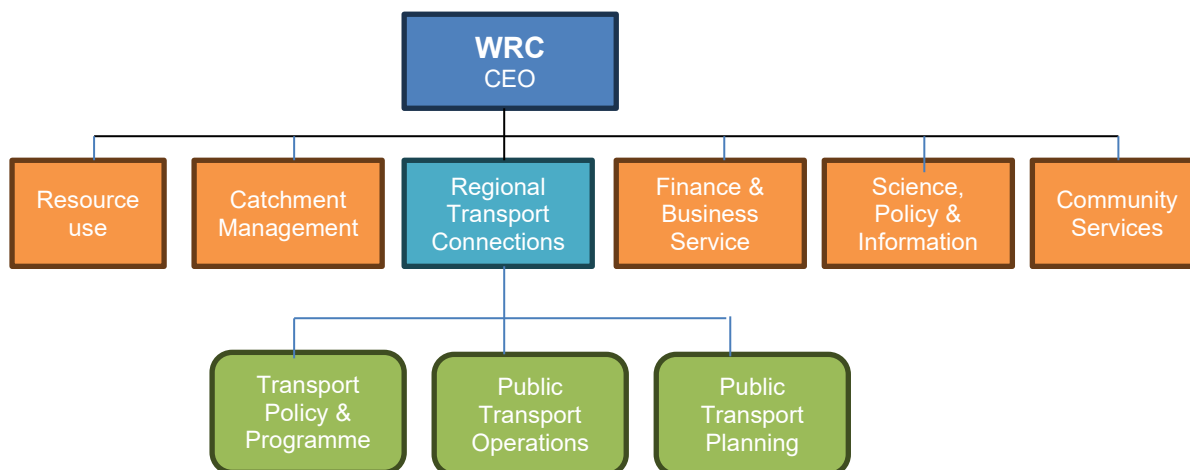 WRC
CEO
Resource
use
Catchment
Management
Regional
Transport
Connections
Finance &
Business
Service
Science,
Policy &
Information
Community
Services
Transport
Policy &
Programme
Public
Transport
Operations
Public
Transport
Planning